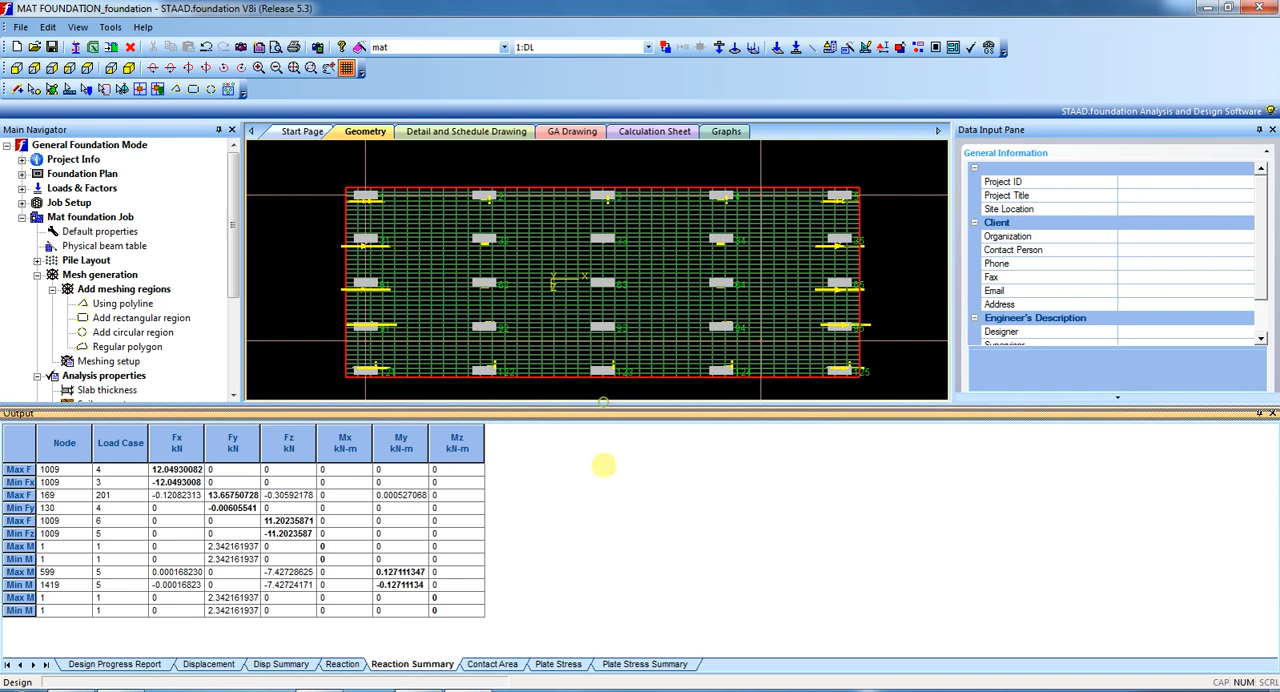 MAT FOUNDATION_foundation - STAAD.foundation V8i (Release 5.3)
File Edit View Tools Help
mat 1:DL
STAAD.foundation Analysis and Design Software
Main Navigator
General Foundation Mode
Project Info
Foundation Plan
Loads & Factors
Job Setup
Mat foundation Job
Default properties
Physical beam table
Pile Layout
Mesh generation
Add meshing regions
Using polyline
Add rectangular region
Add circular region
Regular polygon
Meshing setup
Analysis properties
Slab thickness
Start Page Geometry Detail and Schedule Drawing GA Drawing Calculation Sheet Graphs
Data Input Pane
General Information
Project ID
Project Title
Site Location
Client
Organization
Contact Person
Phone
Fax
Email
Address
Engineer's Description
Designer
Output
Node Load Case Fx kN Fy kN Fz kN Mx kN-m My kN-m Mz kN-m
Max F 1009 4 12.04930082 0 0 0 0 0
Min Fx 1009 3 -12.0493008 0 0 0 0 0
Max F 169 201 -0.12082313 13.65750728 -0.30592178 0 0.000527068 0
Min Fy 130 4 0 -0.00605541 0 0 0 0
Max F 1009 6 0 0 11.20235871 0 0 0
Min Fz 1009 5 0 0 -11.2023587 0 0 0
Max M 1 1 0 2.342161937 0 0 0 0
Min M 1 1 0 2.342161937 0 0 0 0
Max M 599 5 0.000168230 0 -7.42728625 0 0.12711347 0
Min M 1419 5 -0.00016823 0 -7.42724171 0 -0.12711134 0
Max M 1 1 0 2.342161937 0 0 0 0
Min M 1 1 0 2.342161937 0 0 0 0
Design Progress Report Displacement Disp Summary Reaction Reaction Summary Contact Area Plate Stress Plate Stress Summary
Design CAP NUM SCRL